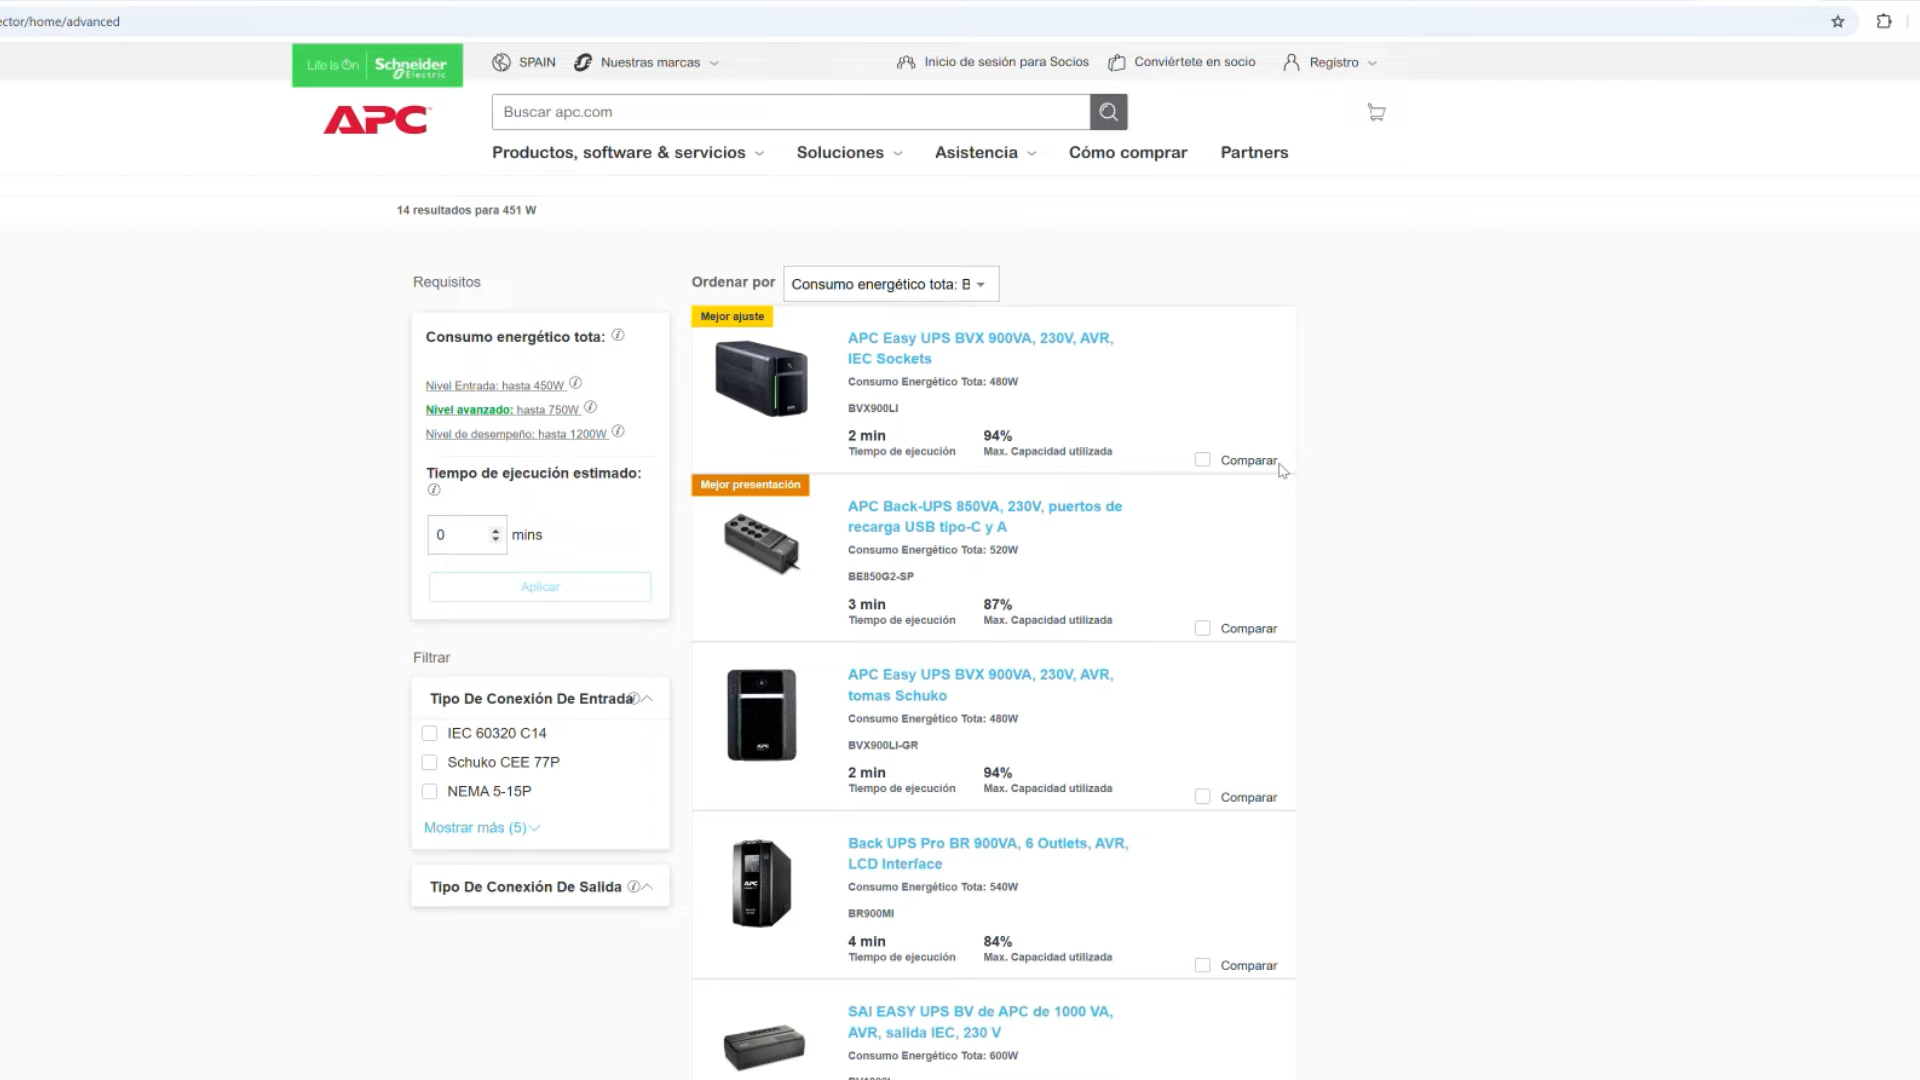 ector/home/advanced
Life Is On Schneider Electric
SPAIN
Nuestras marcas
Inicio de sesión para Socios
Conviértete en socio
Registro
APC
Buscar apc.com
Productos, software & servicios
Soluciones
Asistencia
Cómo comprar
Partners
14 resultados para 451 W
Requisitos
Consumo energético tota:
Nivel Entrada: hasta 450W
Nivel avanzado: hasta 750W
Nivel de desempeño: hasta 1200W
Tiempo de ejecución estimado:
0 mins
Aplicar
Filtrar
Tipo De Conexión De Entrada
IEC 60320 C14
Schuko CEE 77P
NEMA 5-15P
Mostrar más (5)
Tipo De Conexión De Salida
Ordenar por
Consumo energético tota: B
Mejor ajuste
APC Easy UPS BVX 900VA, 230V, AVR,
IEC Sockets
Consumo Energético Tota: 480W
BVX900LI
2 min 94%
Tiempo de ejecución Max. Capacidad utilizada
Comparar
Mejor presentación
APC Back-UPS 850VA, 230V, puertos de
recarga USB tipo-C y A
Consumo Energético Tota: 520W
BE850G2-SP
3 min 87%
Tiempo de ejecución Max. Capacidad utilizada
Comparar
APC Easy UPS BVX 900VA, 230V, AVR,
tomas Schuko
Consumo Energético Tota: 480W
BVX900LI-GR
2 min 94%
Tiempo de ejecución Max. Capacidad utilizada
Comparar
Back UPS Pro BR 900VA, 6 Outlets, AVR,
LCD Interface
Consumo Energético Tota: 540W
BR900MI
4 min 84%
Tiempo de ejecución Max. Capacidad utilizada
Comparar
SAI EASY UPS BV de APC de 1000 VA,
AVR, salida IEC, 230 V
Consumo Energético Tota: 600W